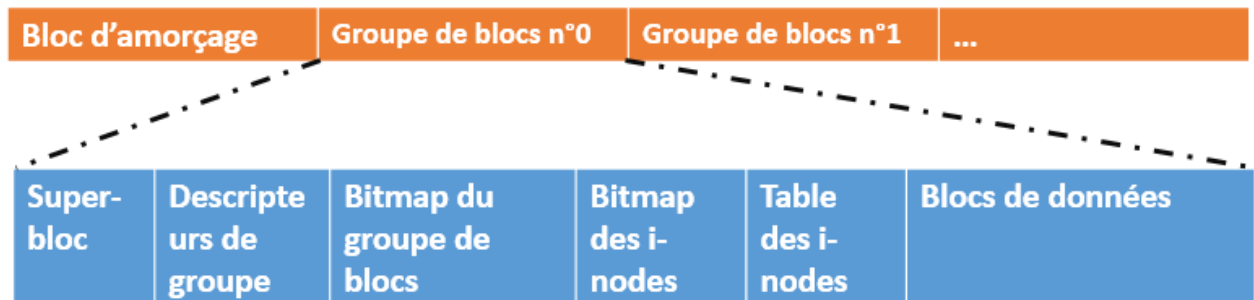 Bloc d’amorçage Groupe de blocs n°0 Groupe de blocs n°1 ...
Super- Descripte Bitmap du Bitmap Table Blocs de données
bloc urs de groupe de des i- des i-
groupe blocs nodes nodes